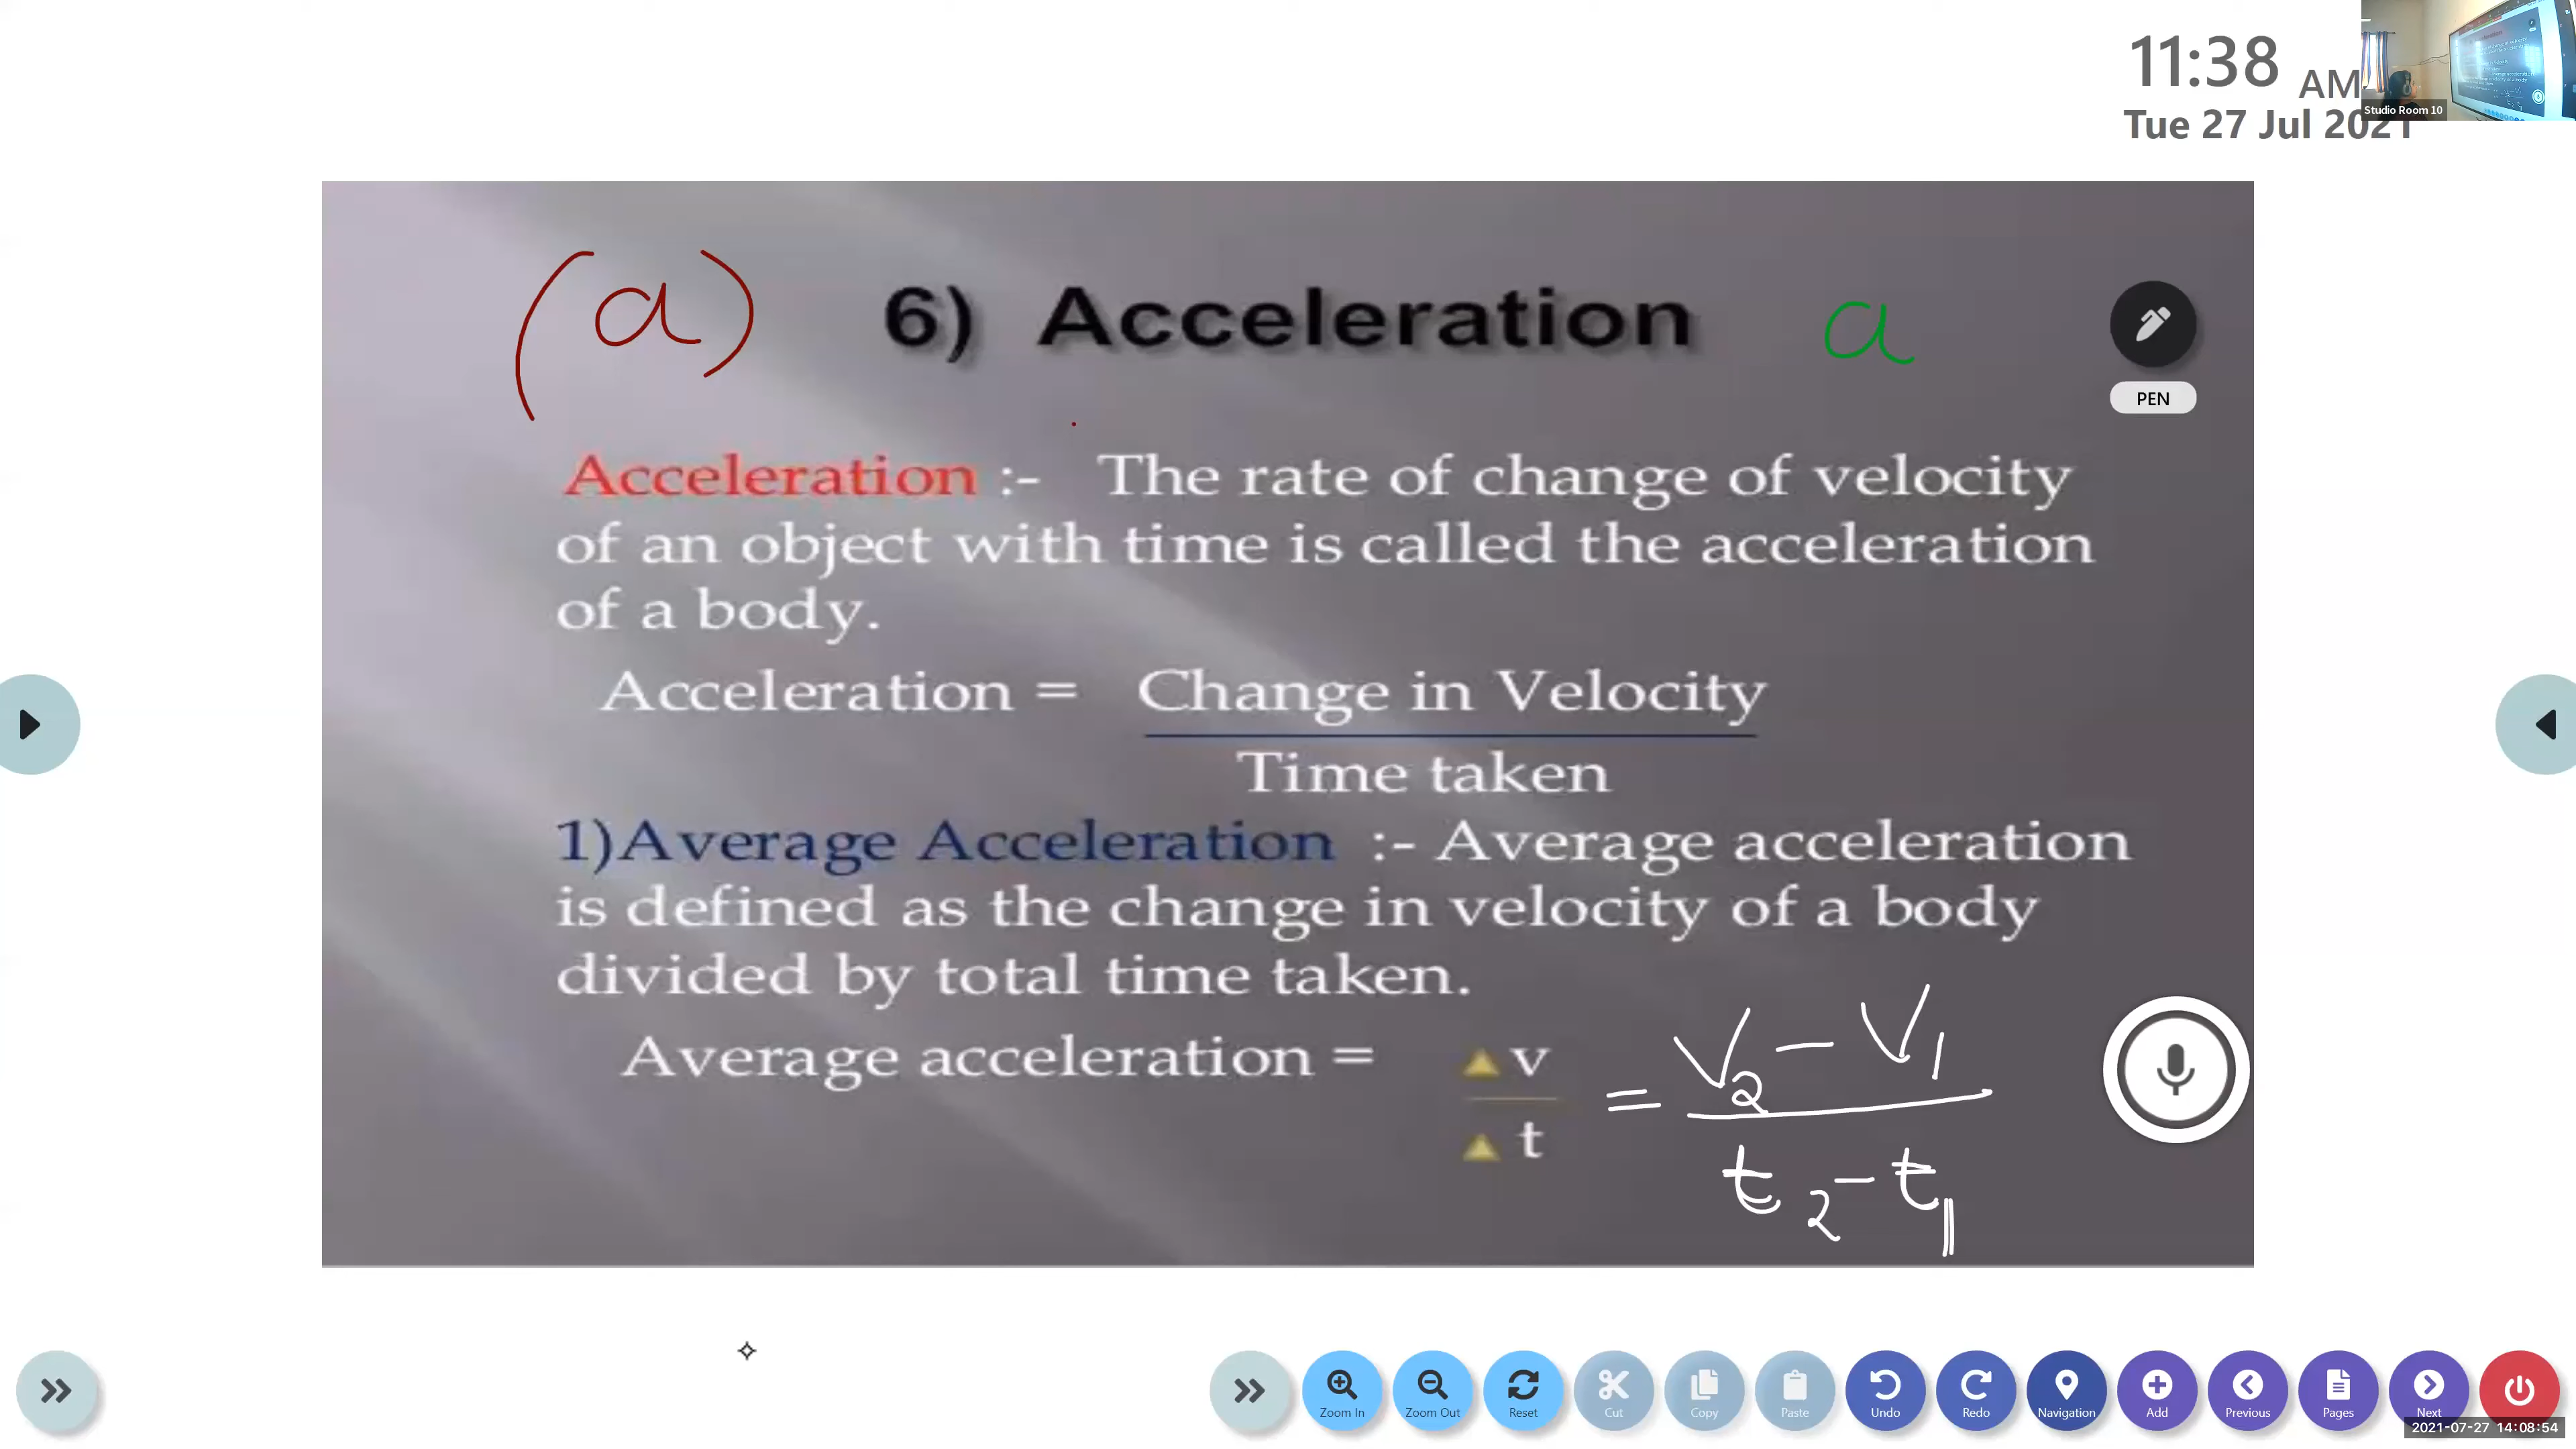 11:38 AM
Studio Room 10
Tue 27 Jul 2021
(a) 6) Acceleration a
PEN
Acceleration :- The rate of change of velocity
of an object with time is called the acceleration
of a body.
Acceleration = Change in Velocity
Time taken
1)Average Acceleration :- Average acceleration
is defined as the change in velocity of a body
divided by total time taken.
Average acceleration = ▲ v = V₂ - V₁
▲ t t₂ - t₁
Zoom In Zoom Out Reset Cut Copy Paste Undo Redo Navigation Add Previous Pages Next
2021-07-27 14:08:54